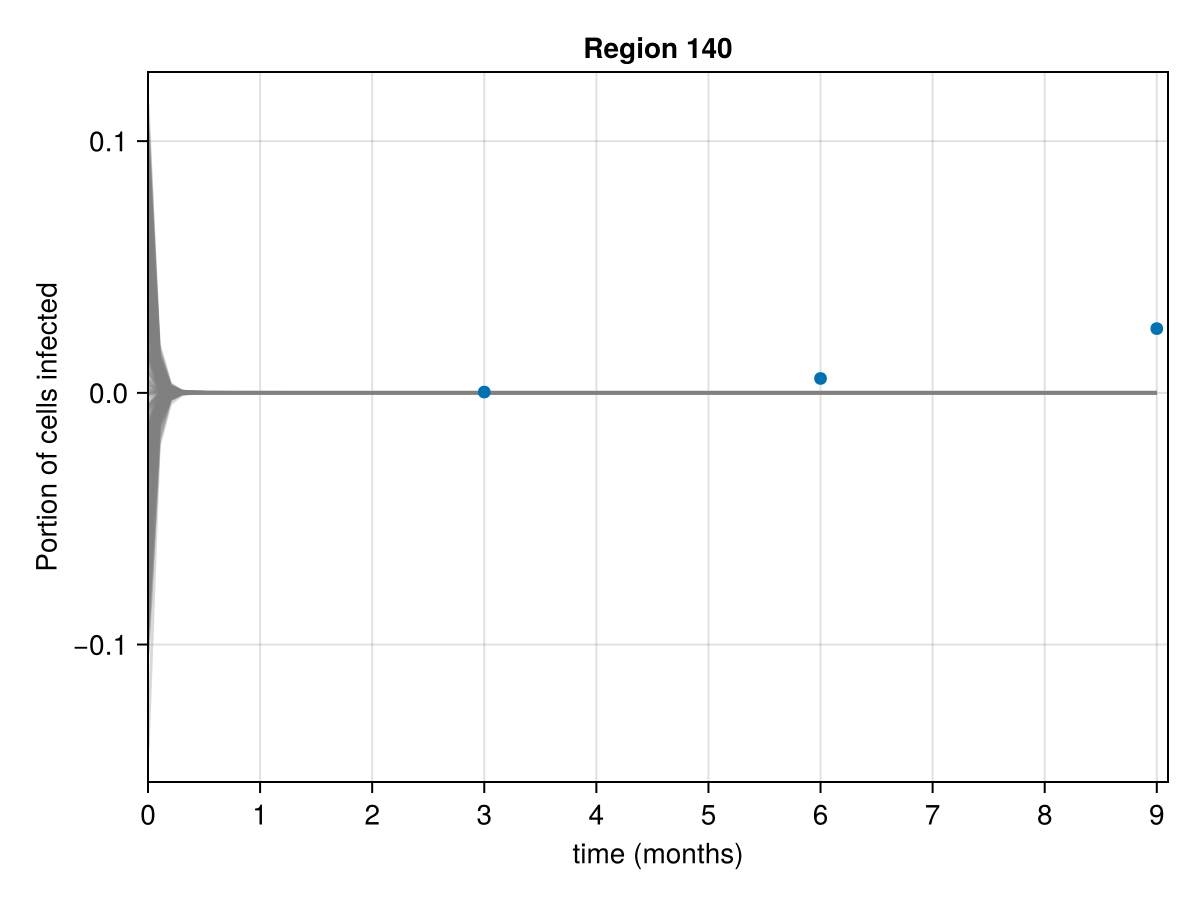 Region 140
Portion of cells infected
0.1
0.0
−0.1
0 1 2 3 4 5 6 7 8 9
time (months)